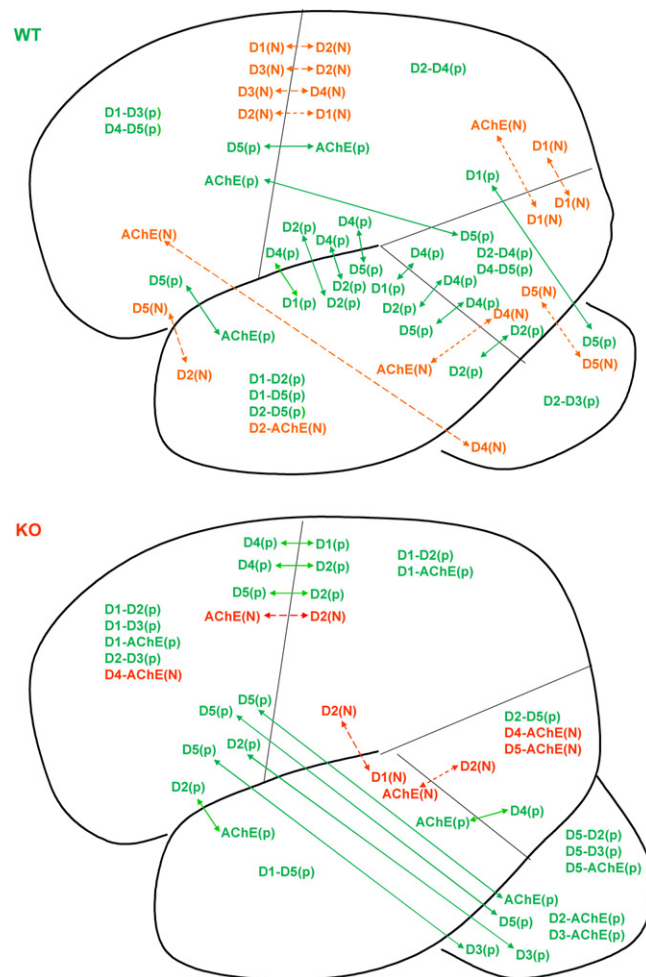 WT
D1(N) D2(N)
D3(N) D2(N)
D3(N) D4(N)
D2(N) D1(N)
D2-D4(p)
D1-D3(p)
D4-D5(p)
D5(p) AChE(p)
AChE(p)
AChE(N)
D1(N)
D1(p)
D1(N)
D1(N)
AChE(N)
D2(p)
D4(p)
D4(p)
D4(p)
D5(p)
D5(p)
D2(p)
D1(p)
D2(p)
D4(p)
D1(p)
D5(p)
D2-D4(p)
D4-D5(p)
D4(p)
D2(p)
D4(p)
D5(p)
D4(N)
AChE(N)
D2(p)
D2(p)
D5(N)
D5(p)
D5(N)
D5(p)
D5(N)
AChE(p)
D2(N)
D1-D2(p)
D1-D5(p)
D2-D5(p)
D2-AChE(N)
D2-D3(p)
D4(N)
KO
D4(p) D1(p)
D4(p) D2(p)
D5(p) D2(p)
AChE(N) D2(N)
D1-D2(p)
D1-AChE(p)
D1-D2(p)
D1-D3(p)
D1-AChE(p)
D2-D3(p)
D4-AChE(N)
D5(p)
D5(p)
D5(p)
D2(p)
D2(N)
D1(N)
D2(N)
AChE(N)
D2-D5(p)
D4-AChE(N)
D5-AChE(N)
D2(p)
AChE(p)
AChE(p)
D4(p)
D1-D5(p)
D5-D2(p)
D5-D3(p)
D5-AChE(p)
AChE(p)
D5(p)
D2-AChE(p)
D3-AChE(p)
D3(p)
D3(p)